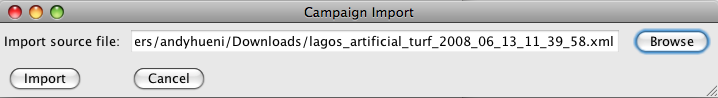 Campaign Import
Import source file: ers/andyhueni/Downloads/lagos_artificial_turf_2008_06_13_11_39_58.xml Browse
Import Cancel